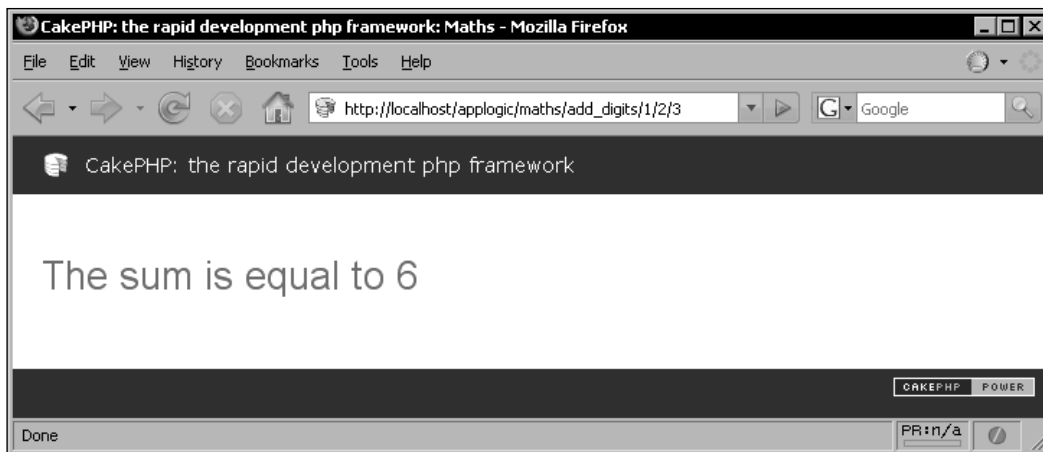 CakePHP: the rapid development php framework: Maths - Mozilla Firefox
File Edit View History Bookmarks Tools Help
http://localhost/applogic/maths/add_digits/1/2/3 G Google
CakePHP: the rapid development php framework
The sum is equal to 6
CAKEPHP POWER
Done PR:n/a